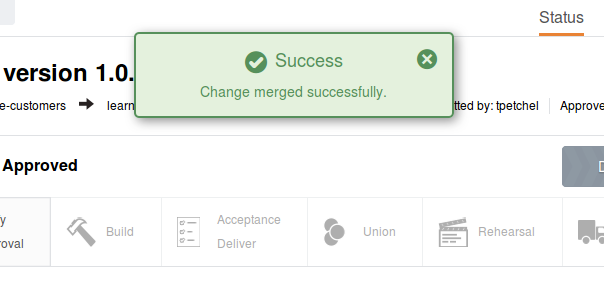 Status
Success
version 1.0.
Change merged successfully.
e-customers
learn
tted by: tpetchel
Approve
Approved
y
roval
Build
Acceptance
Deliver
Union
Rehearsal